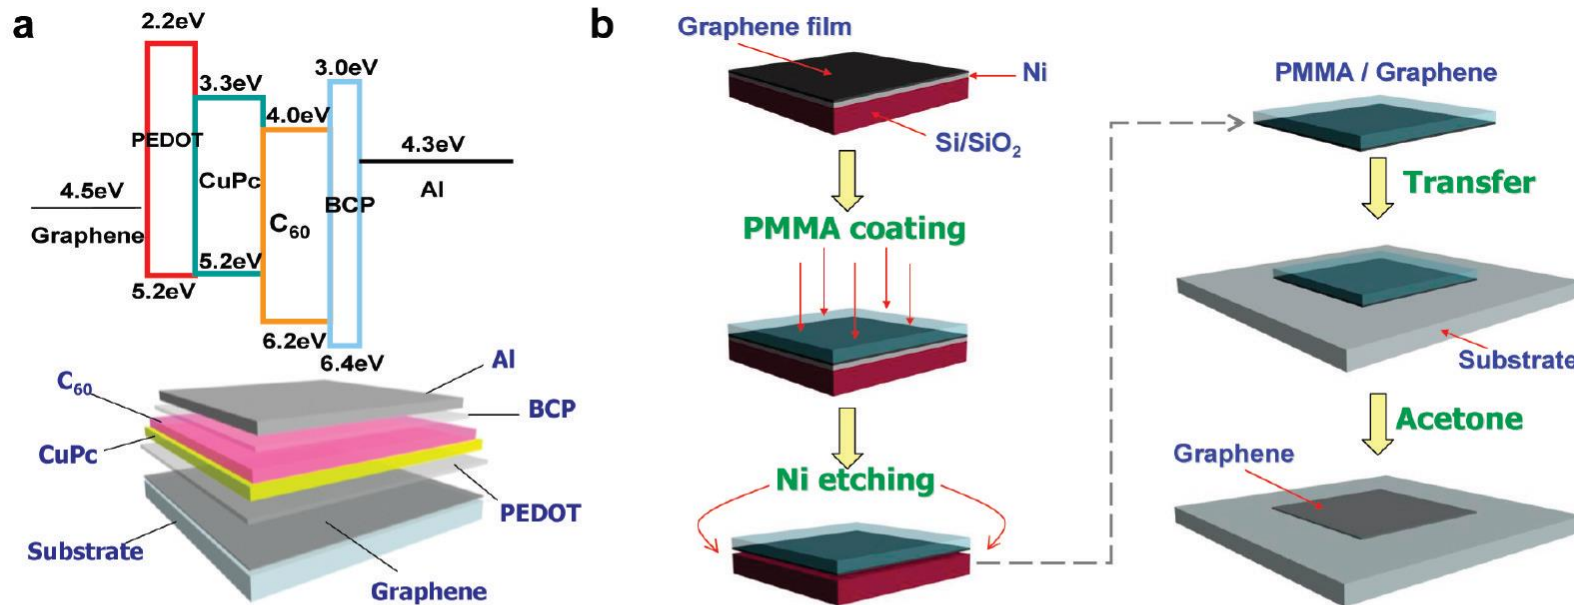 a
2.2eV
3.3eV
3.0eV
4.0eV
PEDOT
4.3eV
CuPc
Al
4.5eV
BCP
C₆₀
Graphene
5.2eV
5.2eV
6.2eV
6.4eV
Al
C₆₀
BCP
CuPc
PEDOT
Substrate
Graphene
b
Graphene film
Ni
Si/SiO₂
PMMA coating
Ni etching
PMMA / Graphene
Transfer
Substrate
Acetone
Graphene